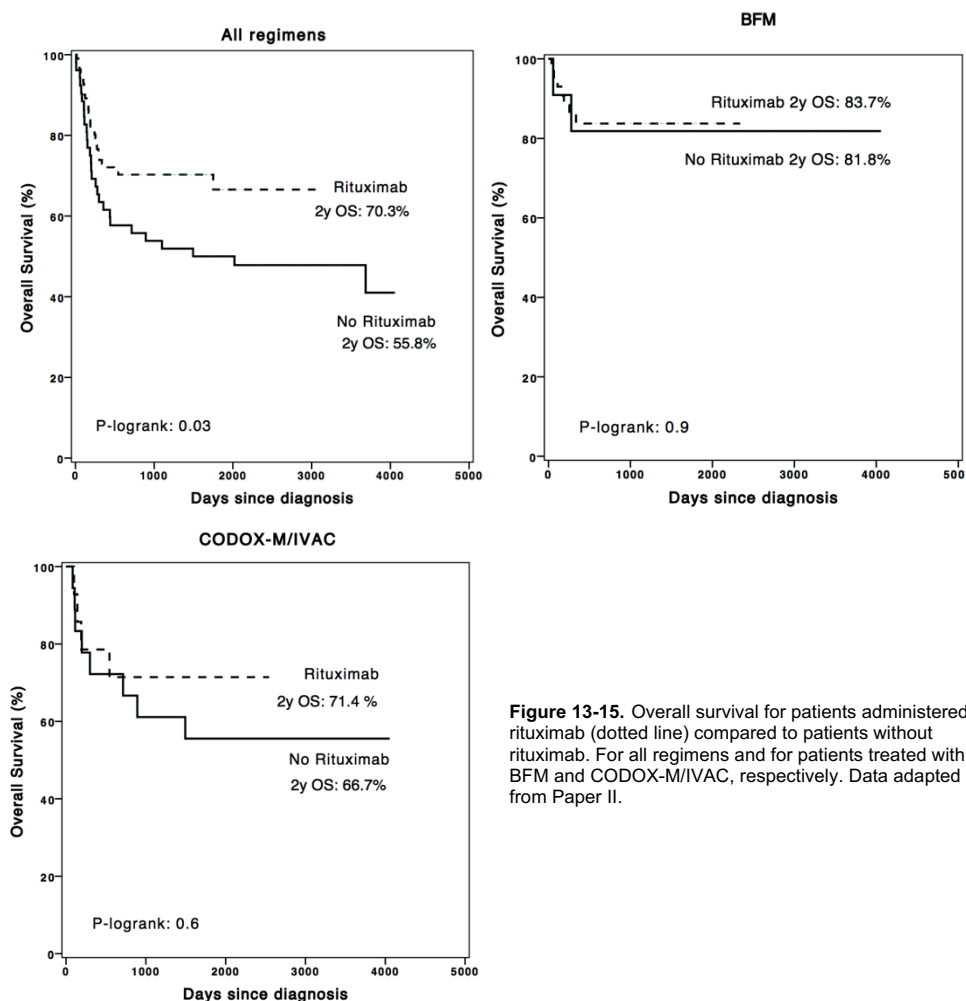 All regimens
100
80
60
40
20
0
Overall Survival (%)
Rituximab
2y OS: 70.3%
No Rituximab
2y OS: 55.8%
P-logrank: 0.03
0 1000 2000 3000 4000 5000
Days since diagnosis
BFM
100
80
60
40
20
0
Overall Survival (%)
Rituximab 2y OS: 83.7%
No Rituximab 2y OS: 81.8%
P-logrank: 0.9
0 1000 2000 3000 4000 500
Days since diagnosis
CODOX-M/IVAC
100
80
60
40
20
0
Overall Survival (%)
Rituximab
2y OS: 71.4 %
No Rituximab
2y OS: 66.7%
P-logrank: 0.6
0 1000 2000 3000 4000 5000
Days since diagnosis
Figure 13-15. Overall survival for patients administered
rituximab (dotted line) compared to patients without
rituximab. For all regimens and for patients treated with
BFM and CODOX-M/IVAC, respectively. Data adapted
from Paper II.